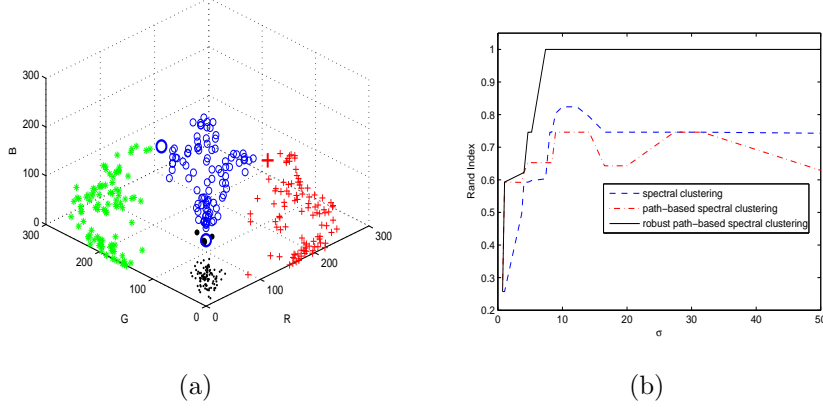 300
200
100
0
B
300
200
100
0
G
0
100
200
300
R
(a)
1
0.9
0.8
0.7
0.6
0.5
0.4
0.3
0.2
Rand Index
0
10
20
30
40
50
σ
spectral clustering
path−based spectral clustering
robust path−based spectral clustering
(b)